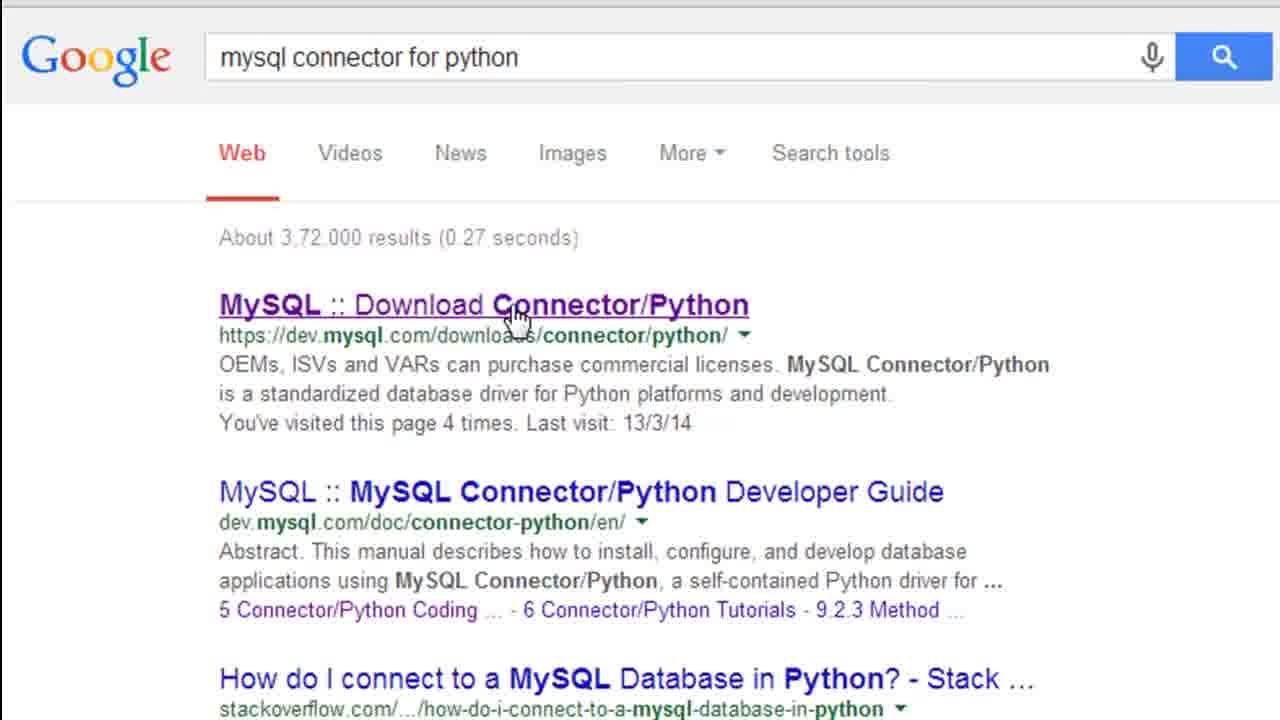 Google
mysql connector for python
Web Videos News Images More Search tools
About 3,72,000 results (0.27 seconds)
MySQL :: Download Connector/Python
https://dev.mysql.com/downloads/connector/python/
OEMs, ISVs and VARs can purchase commercial licenses. MySQL Connector/Python
is a standardized database driver for Python platforms and development.
You've visited this page 4 times. Last visit: 13/3/14
MySQL :: MySQL Connector/Python Developer Guide
dev.mysql.com/doc/connector-python/en/
Abstract. This manual describes how to install, configure, and develop database
applications using MySQL Connector/Python, a self-contained Python driver for ...
5 Connector/Python Coding ... - 6 Connector/Python Tutorials - 9.2.3 Method ...
How do I connect to a MySQL Database in Python? - Stack ...
stackoverflow.com/.../how-do-i-connect-to-a-mysql-database-in-python